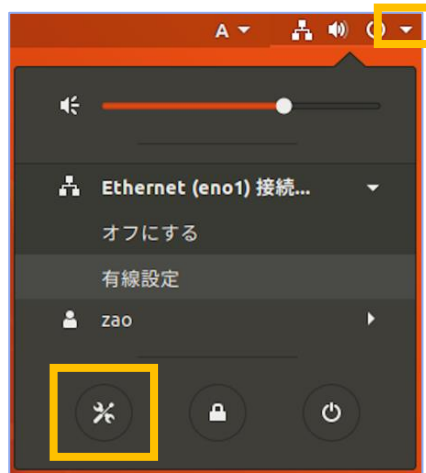 A
Ethernet (eno1) 接続...
オフにする
有線設定
zao